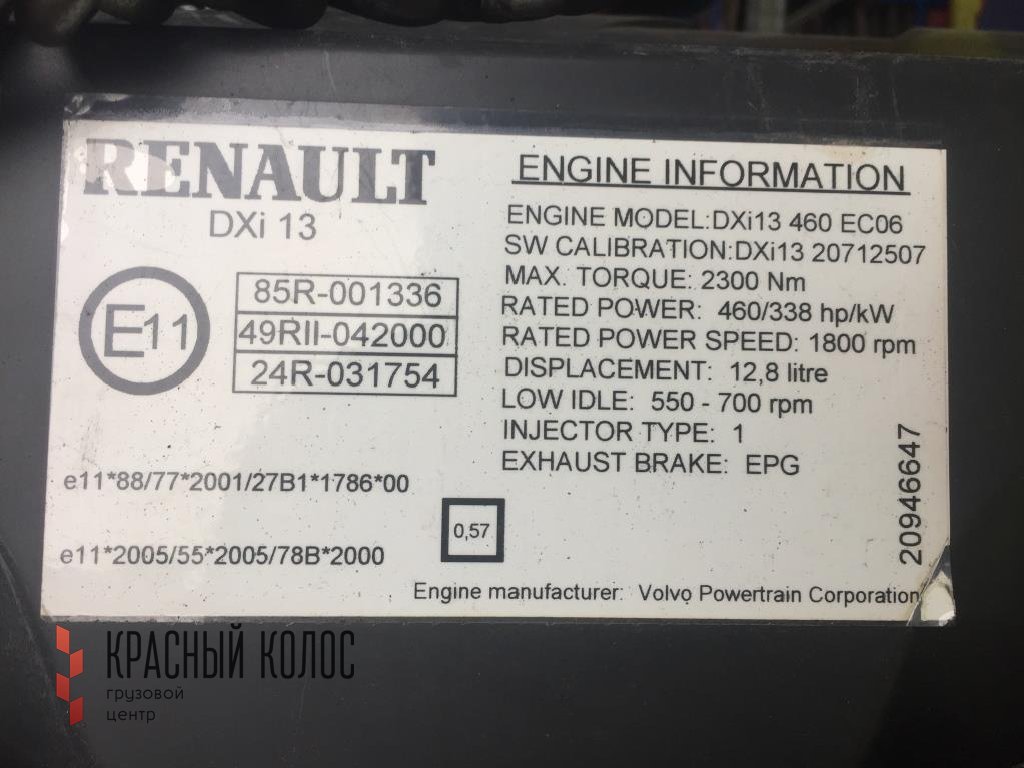 RENAULT
DXi 13
E11
85R-001336
49RII-042000
24R-031754
e11*88/77*2001/27B1*1786*00
e11*2005/55*2005/78B*2000
0,57
ENGINE INFORMATION
ENGINE MODEL:DXi13 460 EC06
SW CALIBRATION:DXi13 20712507
MAX. TORQUE: 2300 Nm
RATED POWER: 460/338 hp/kW
RATED POWER SPEED: 1800 rpm
DISPLACEMENT: 12,8 litre
LOW IDLE: 550 - 700 rpm
INJECTOR TYPE: 1
EXHAUST BRAKE: EPG
20946647
Engine manufacturer: Volvo Powertrain Corporation
КРАСНЫЙ КОЛОС
грузовой
центр